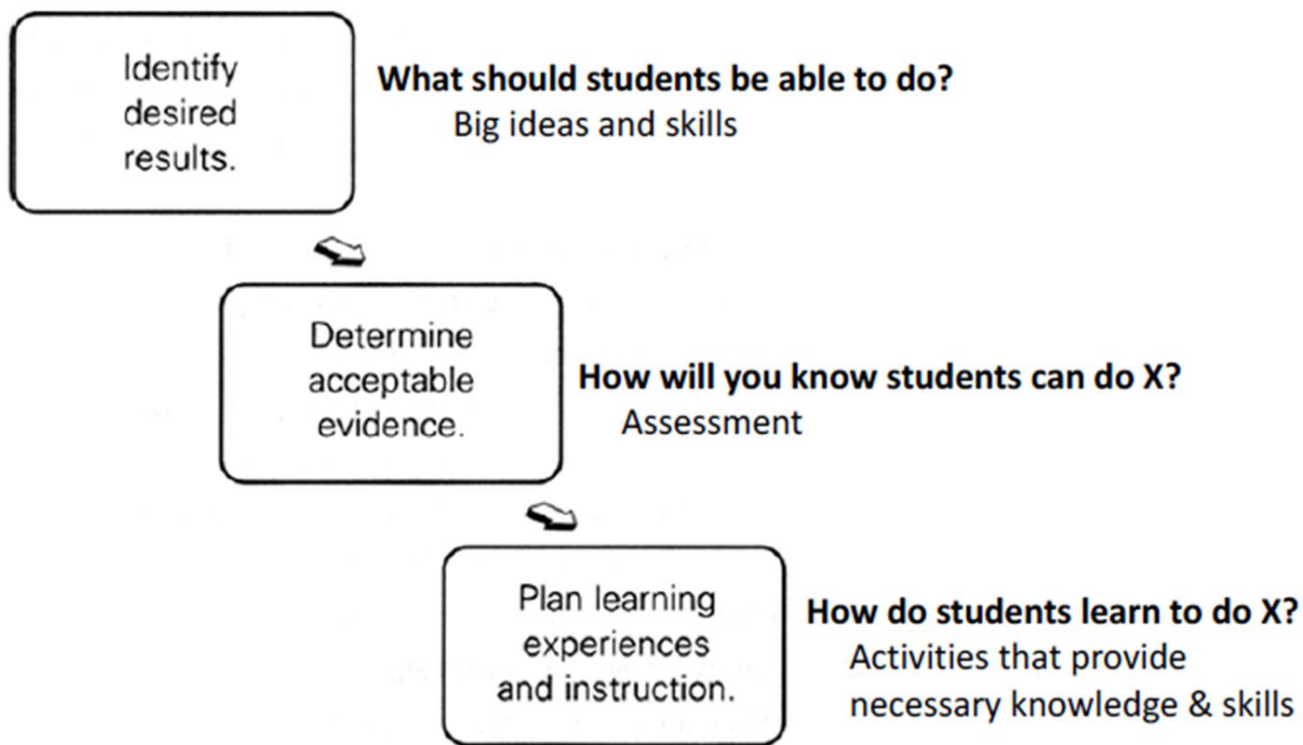 Identify
desired
results.
What should students be able to do?
Big ideas and skills
Determine
acceptable
evidence.
How will you know students can do X?
Assessment
Plan learning
experiences
and instruction.
How do students learn to do X?
Activities that provide
necessary knowledge & skills